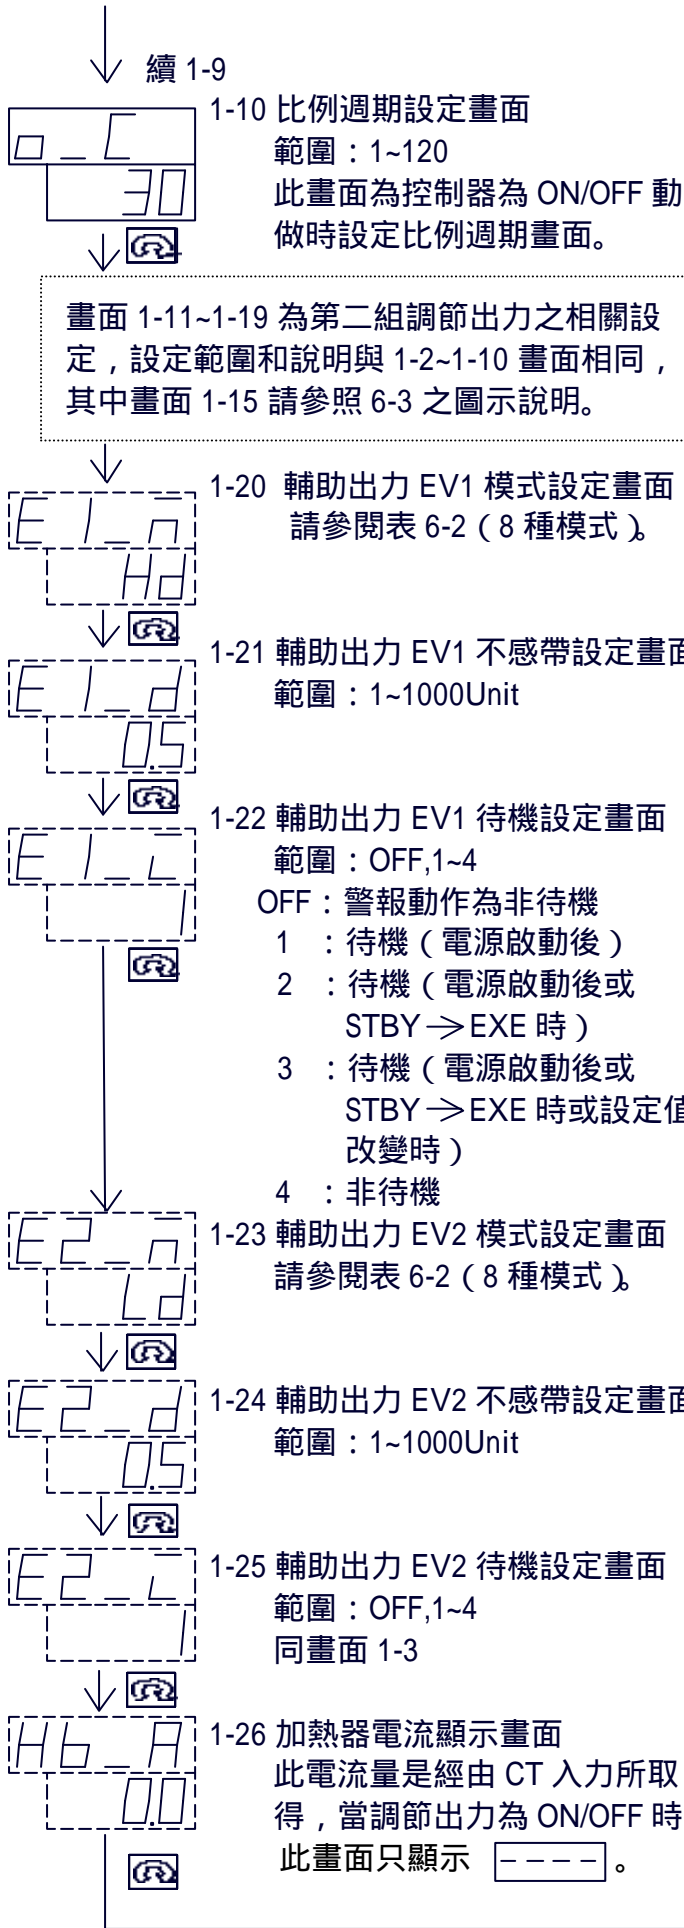 續 1-9
1-10 比例週期設定畫面
o_C
範圍：1~120
30
此畫面為控制器為 ON/OFF 動
做時設定比例週期畫面。
畫面 1-11~1-19 為第二組調節出力之相關設
定，設定範圍和說明與 1-2~1-10 畫面相同，
其中畫面 1-15 請參照 6-3 之圖示說明。
1-20 輔助出力 EV1 模式設定畫面
請參閱表 6-2（8 種模式）。
Hd
1-21 輔助出力 EV1 不感帶設定畫面
E1_d
範圍：1~1000Unit
0.5
1-22 輔助出力 EV1 待機設定畫面
E1_i
範圍：OFF,1~4
1
OFF：警報動作為非待機
1 ：待機（電源啟動後）
2 ：待機（電源啟動後或
STBY→EXE 時）
3 ：待機（電源啟動後或
STBY→EXE 時或設定值
改變時）
4 ：非待機
1-23 輔助出力 EV2 模式設定畫面
請參閱表 6-2（8 種模式）。
Ld
1-24 輔助出力 EV2 不感帶設定畫面
E2_d
範圍：1~1000Unit
0.5
1-25 輔助出力 EV2 待機設定畫面
E2_i
範圍：OFF,1~4
1
同畫面 1-3
1-26 加熱器電流顯示畫面
Hb_A
此電流量是經由 CT 入力所取
0.0
得，當調節出力為 ON/OFF 時
此畫面只顯示 ----。